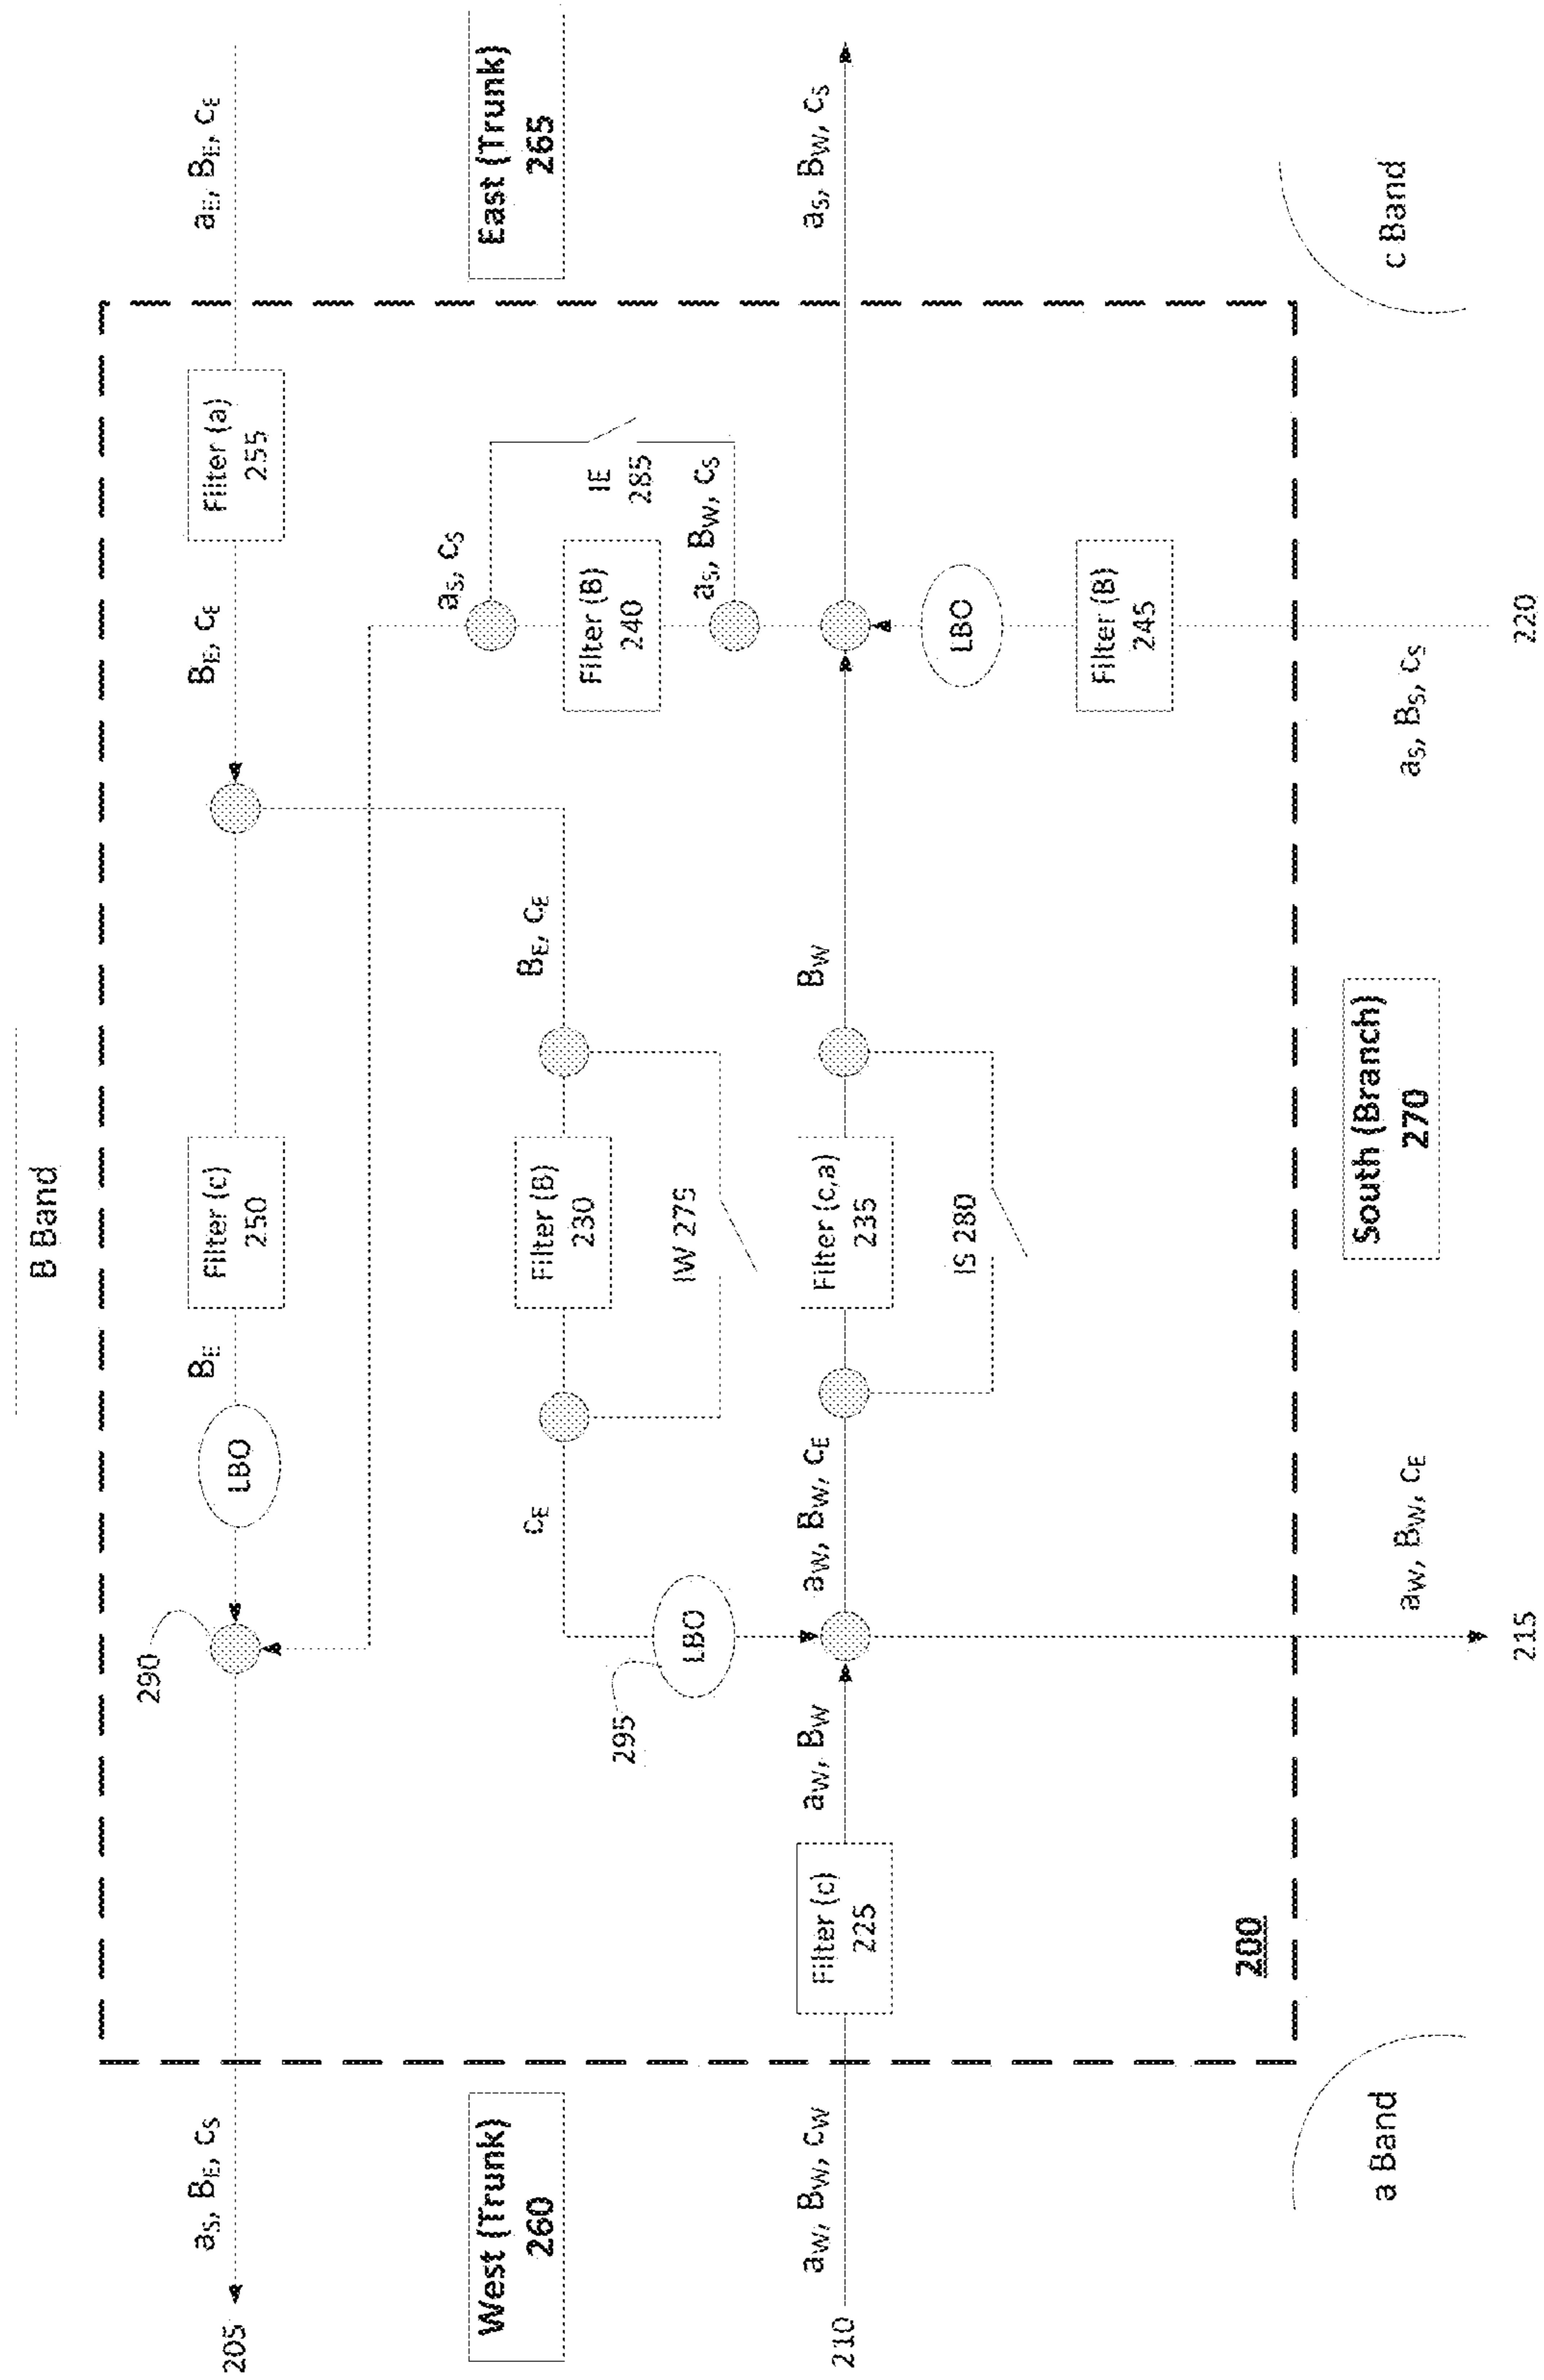 B Band
aS, BE, cS
205
290
BE
LBO
Filter (c)
250
BE, cE
Filter (a)
255
aE, BE, cE
West (Trunk)
260
cE
Filter (B)
230
BE, cE
aS, cS
East (Trunk)
265
IW 275
Filter (B)
240
IE
285
295
LBO
aS, BW, cS
aW, BW, cW
210
Filter (c)
225
aW, BW
aW, BW, cE
Filter (c,a)
235
BW
aS, BW, cS
IS 280
LBO
Filter (B)
245
200
South (Branch)
270
a Band
aW, BW, cE
215
aS, BS, cS
220
c Band